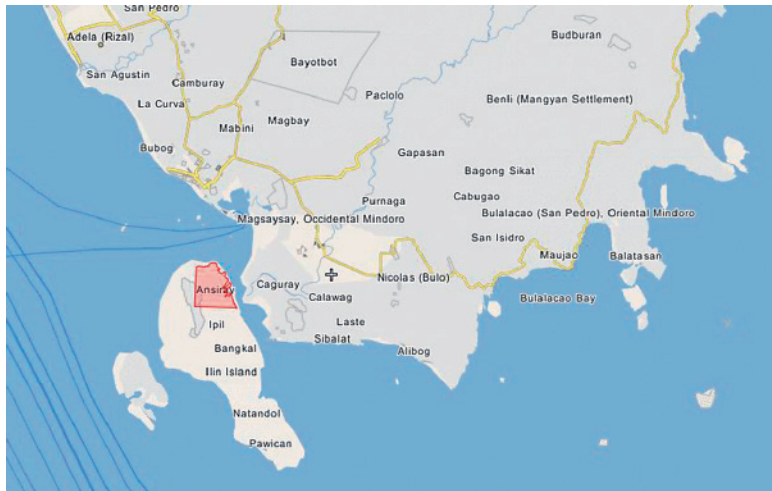 San Pedro
Adela (Rizal)
Budburan
Bayotbot
San Agustin
Camburay
Paclolo
La Curva
Benli (Mangyan Settlement)
Magbay
Mabini
Bubog
Gapasan
Bagong Sikat
Cabugao
Purnaga
Magsaysay, Occidental Mindoro
Bulalacao (San Pedro), Oriental Mindoro
San Isidro
Maujao
Balatasan
Nicolas (Bulo)
Caguray
Ansiray
Calawag
Bulalacao Bay
Ipil
Laste
Sibalat
Bangkal
Alibog
Ilin Island
Natandol
Pawican